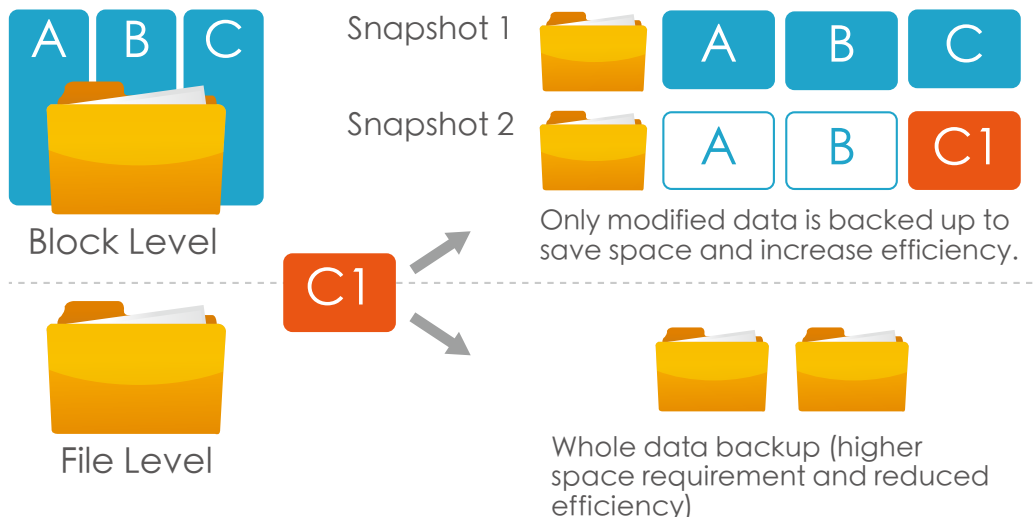 A B C
Block Level
Snapshot 1
A B C
Snapshot 2
A B C1
Only modified data is backed up to
save space and increase efficiency.
C1
File Level
Whole data backup (higher
space requirement and reduced
efficiency)